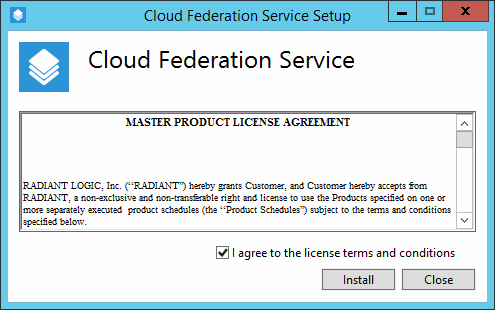 Cloud Federation Service Setup
Cloud Federation Service
MASTER PRODUCT LICENSE AGREEMENT
RADIANT LOGIC, Inc. (“RADIANT”) hereby grants Customer, and Customer hereby accepts from
RADIANT, a non-exclusive and non-transferable right and license to use the Products specified on one or
more separately executed product schedules (the “Product Schedules”) subject to the terms and conditions
specified below.
I agree to the license terms and conditions
Install Close